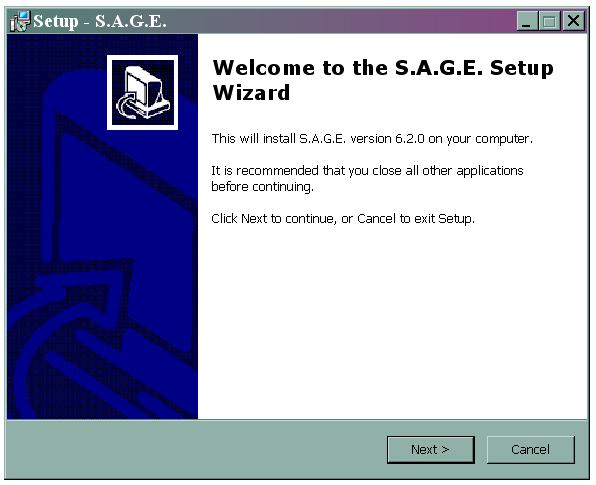 Setup - S.A.G.E.
Welcome to the S.A.G.E. Setup
Wizard
This will install S.A.G.E. version 6.2.0 on your computer.
It is recommended that you close all other applications
before continuing.
Click Next to continue, or Cancel to exit Setup.
Next >
Cancel